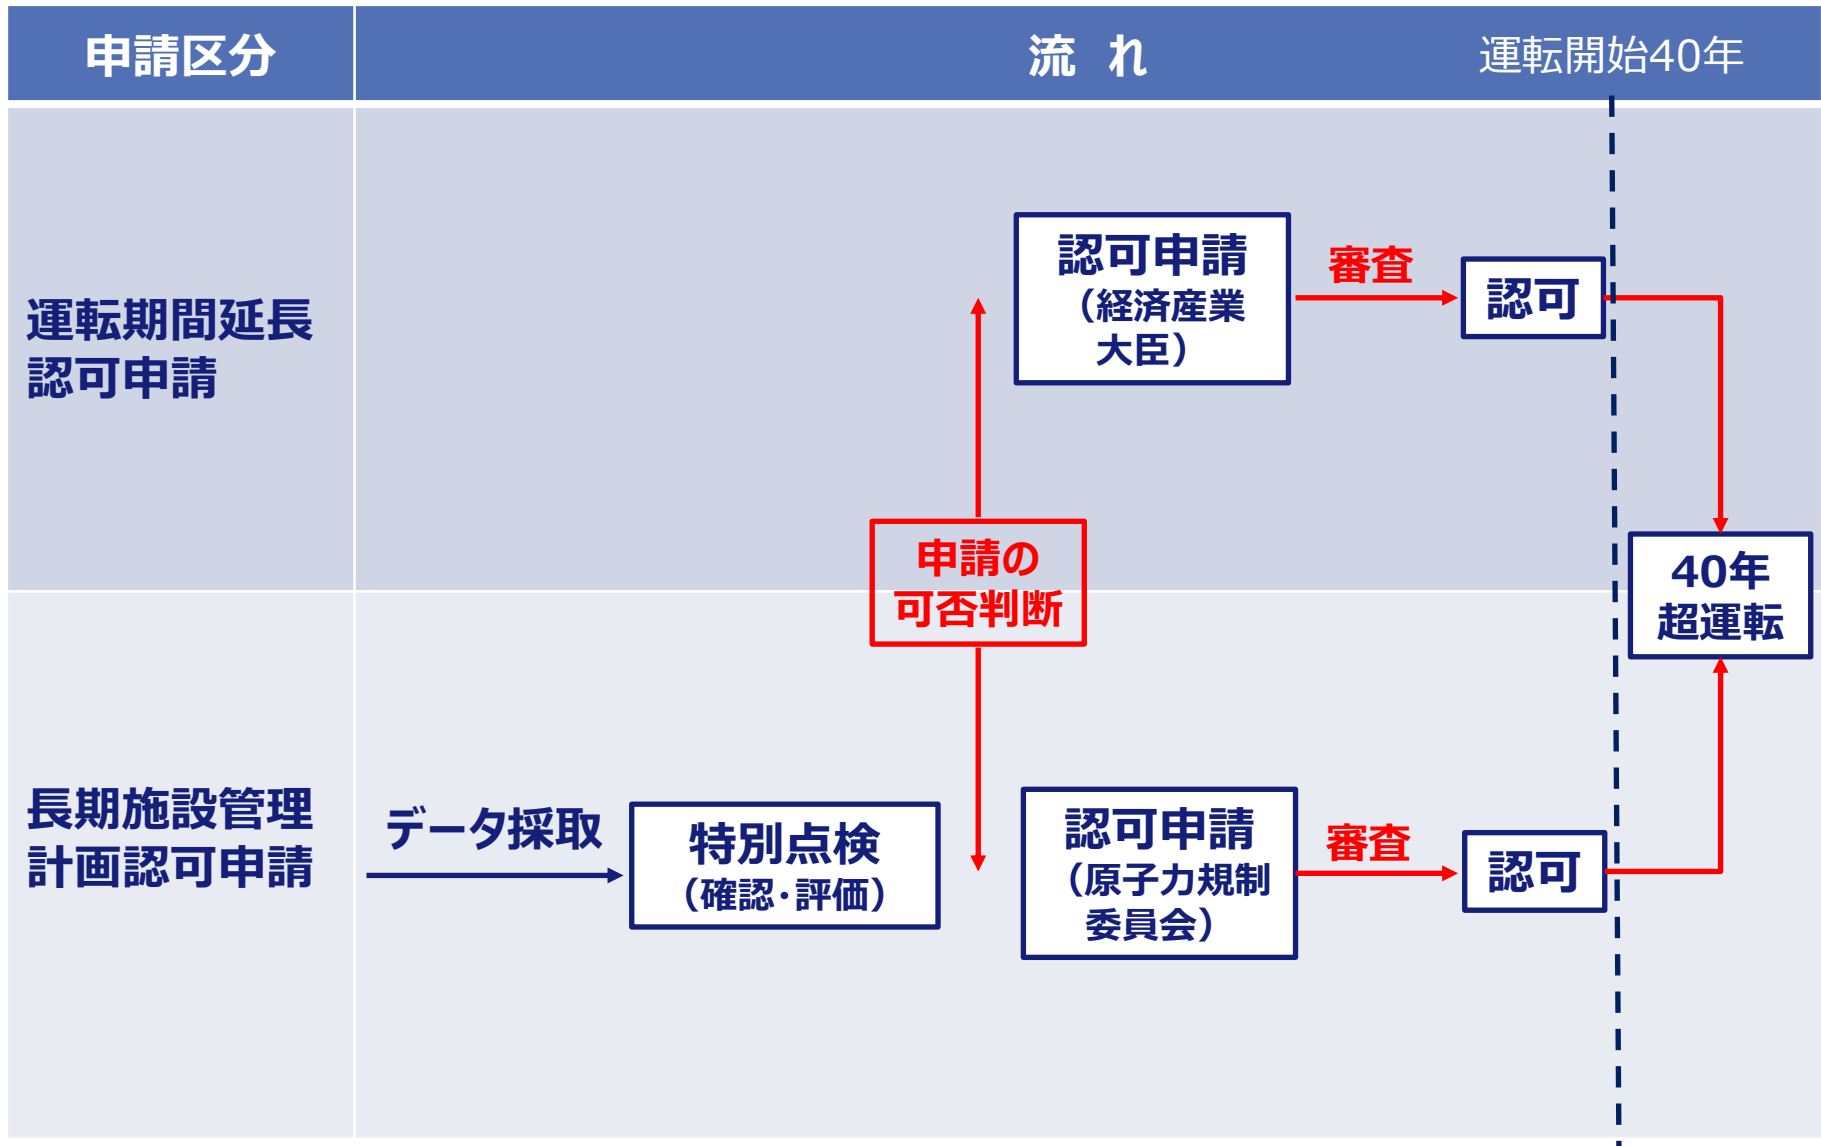 申請区分
流 れ
運転開始40年
運転期間延長
認可申請
認可申請
（経済産業
大臣）
審査
認可
申請の
可否判断
40年
超運転
長期施設管理
計画認可申請
データ採取
特別点検
（確認・評価）
認可申請
（原子力規制
委員会）
審査
認可